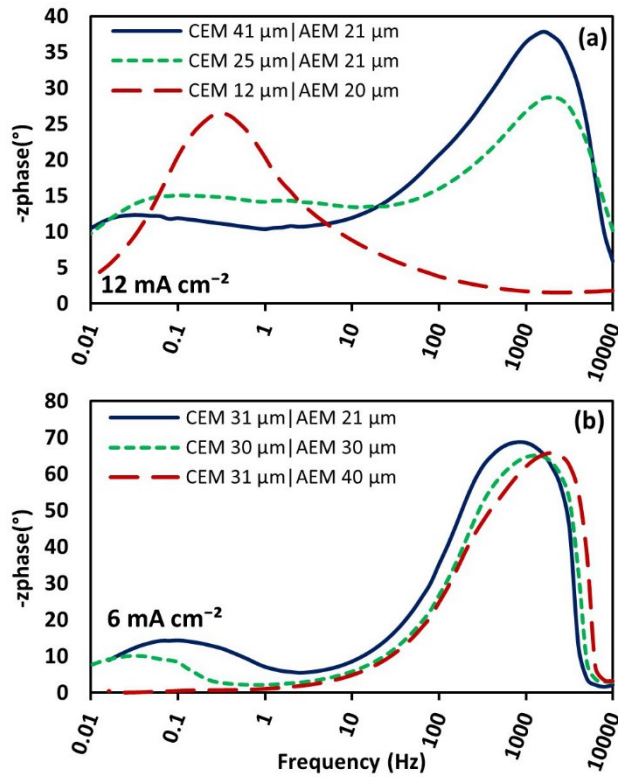 40
35
30
25
20
15
10
5
0
-zphase(°)
CEM 41 μm|AEM 21 μm
CEM 25 μm|AEM 21 μm
CEM 12 μm|AEM 20 μm
(a)
12 mA cm⁻²
0.01
0.1
1
10
100
1000
10000
80
70
60
50
40
30
20
10
0
-zphase(°)
CEM 31 μm|AEM 21 μm
CEM 30 μm|AEM 30 μm
CEM 31 μm|AEM 40 μm
(b)
6 mA cm⁻²
0.01
0.1
1
10
100
1000
10000
Frequency (Hz)